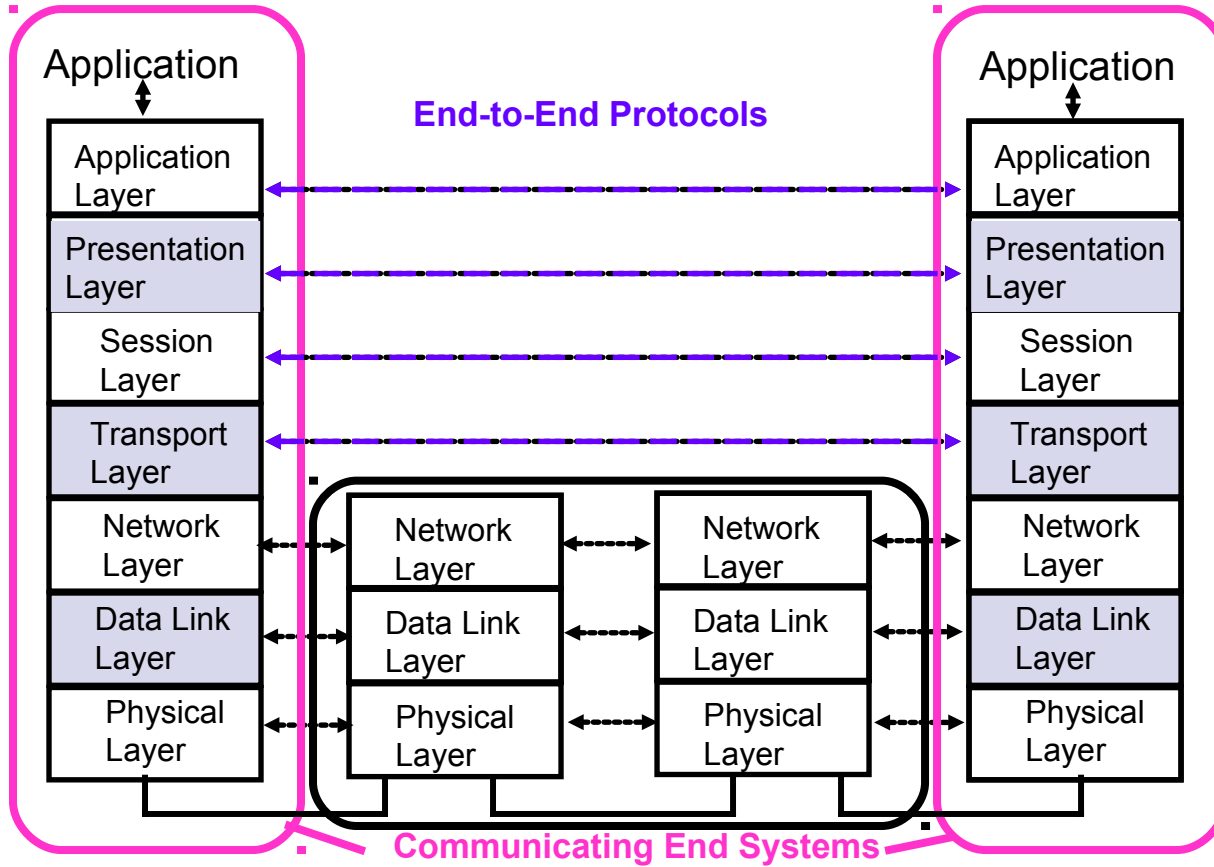 Application
Application
End-to-End Protocols
Application
Layer
Presentation
Layer
Session
Layer
Transport
Layer
Network
Layer
Data Link
Layer
Physical
Layer
Network
Layer
Data Link
Layer
Physical
Layer
Network
Layer
Data Link
Layer
Physical
Layer
Application
Layer
Presentation
Layer
Session
Layer
Transport
Layer
Network
Layer
Data Link
Layer
Physical
Layer
Communicating End Systems